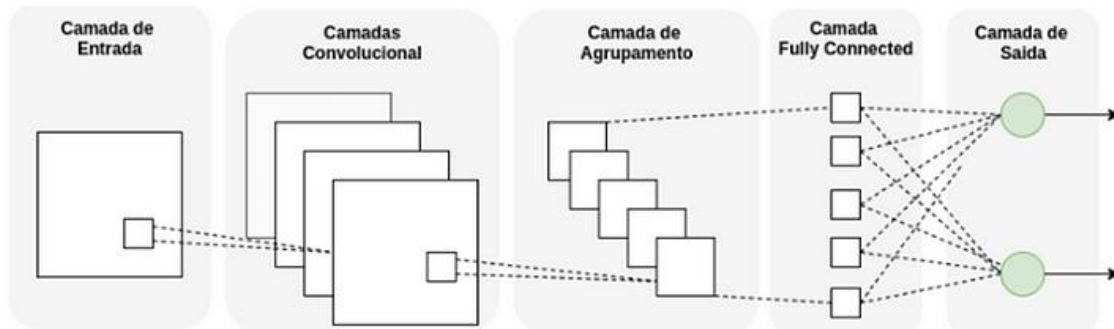 Camada de
Entrada
Camadas
Convolucional
Camada de
Agrupamento
Camada
Fully Connected
Camada de
Saida